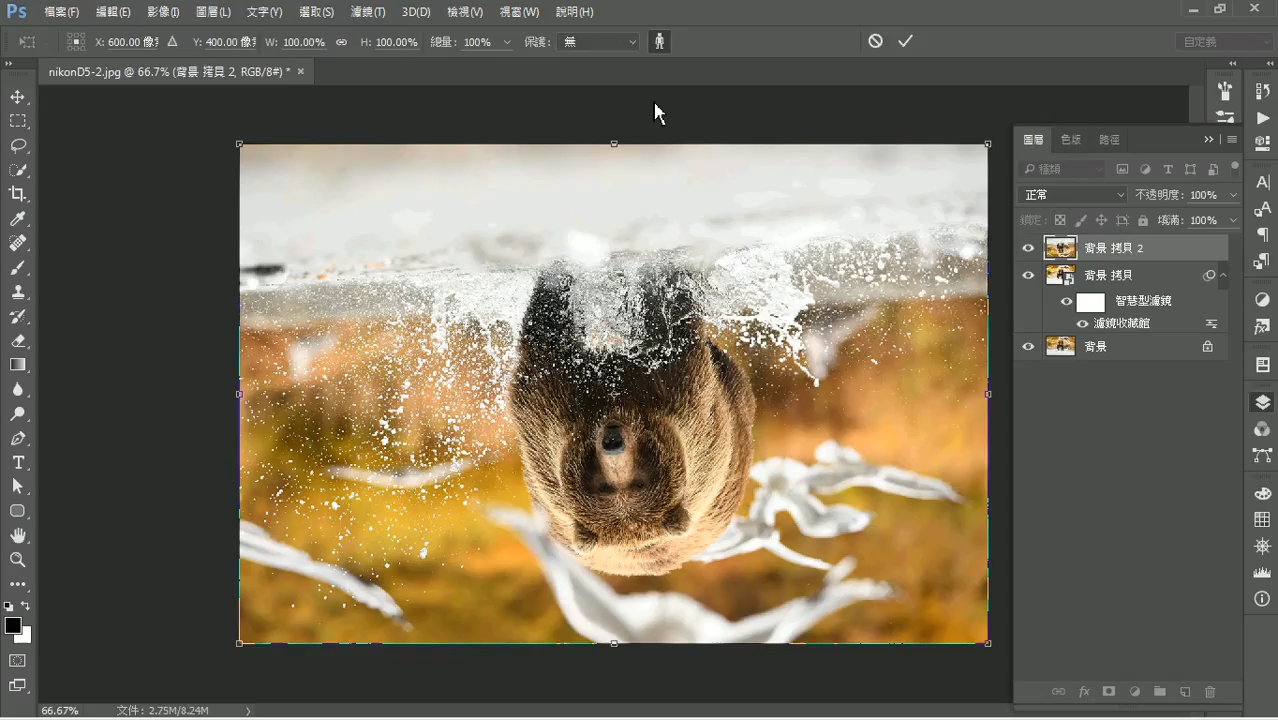 Ps 檔案(F) 編輯(E) 影像(I) 圖層(L) 文字(Y) 選取(S) 濾鏡(T) 3D(D) 檢視(V) 視窗(W) 說明(H)
X: 600.00 像素 Y: 400.00 像素 W: 100.00% H: 100.00% 總量: 100% 保護: 無 自定義
nikonD5-2.jpg @ 66.7% (背景 拷貝 2, RGB/8#) * ×
圖層 色版 路徑
種類
正常 不透明度: 100%
鎖定: 填滿: 100%
背景 拷貝 2
背景 拷貝
智慧型濾鏡
濾鏡收藏館
背景
66.67% 文件: 2.75M/8.24M